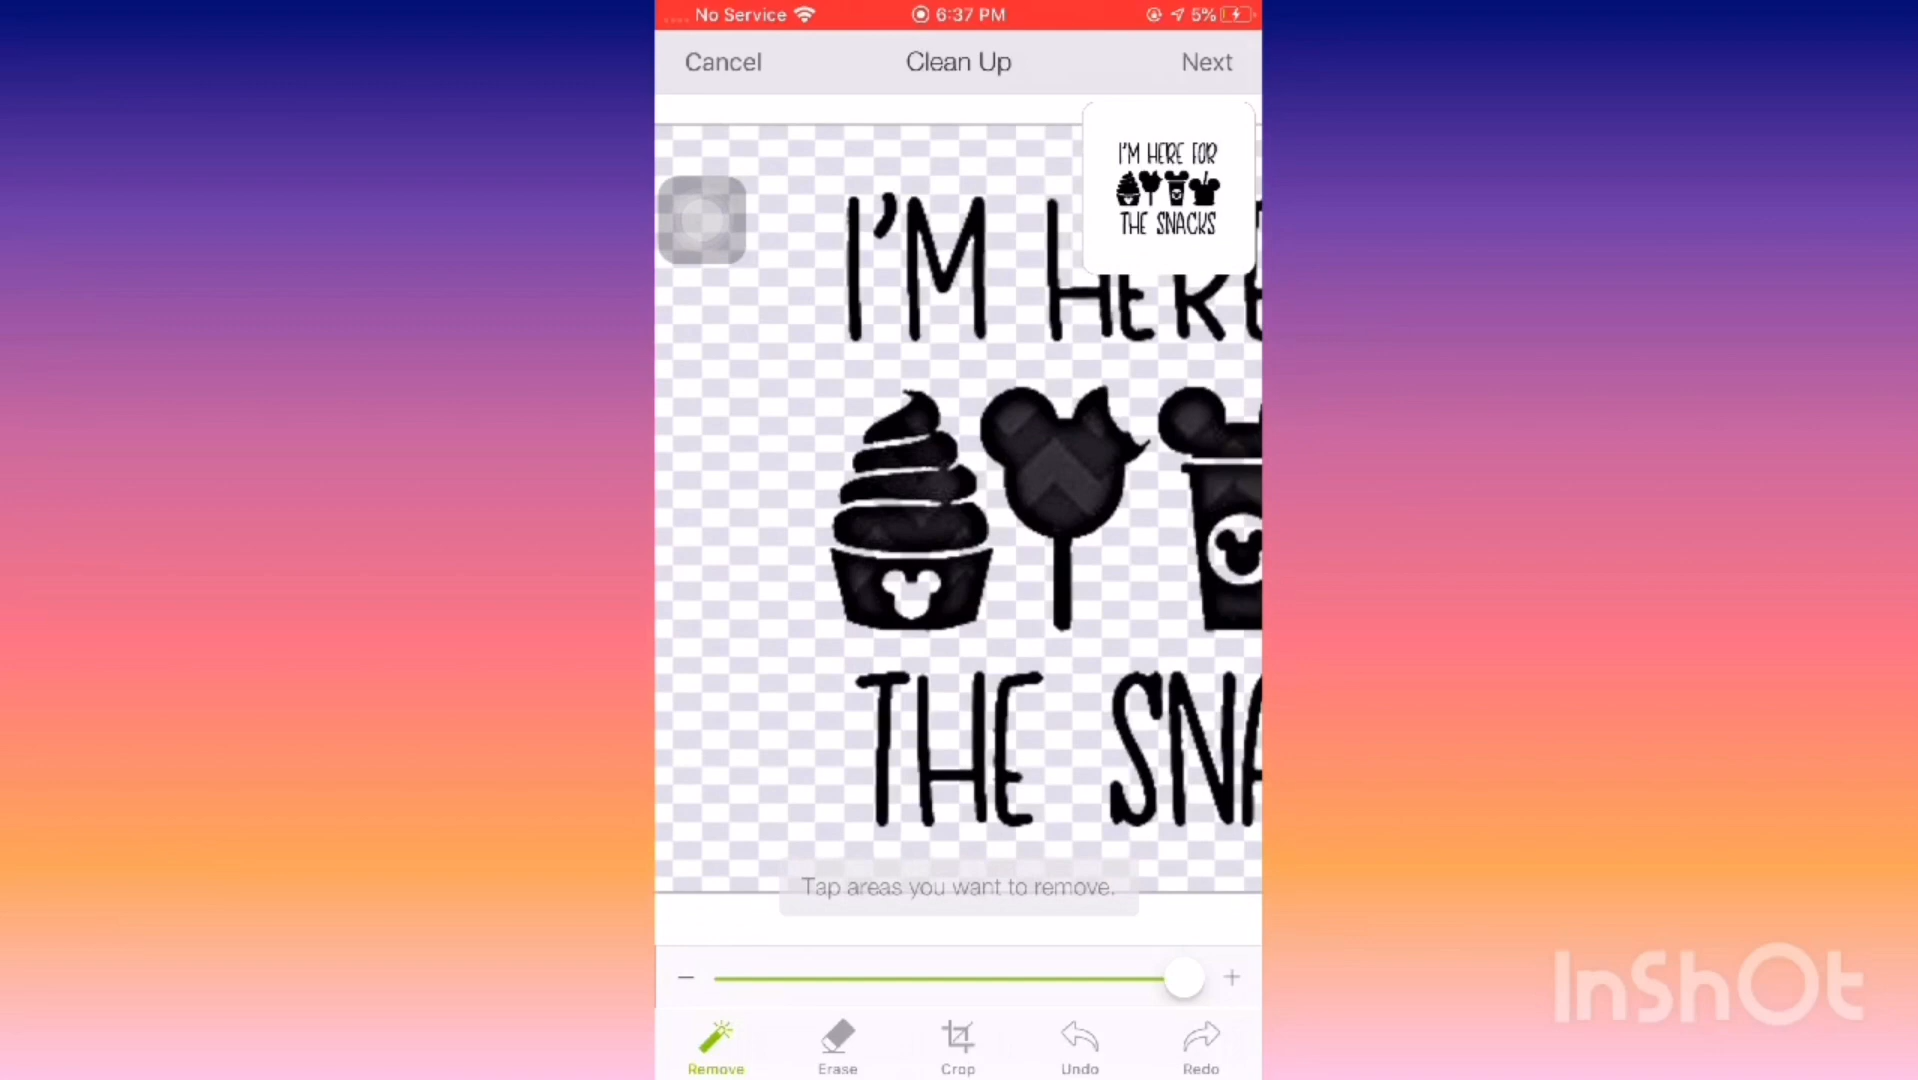 No Service 6:37 PM 5%
Cancel Clean Up Next
I'M HERE FOR
THE SNACKS
I'M HERE
THE SNA
Tap areas you want to remove.
Remove Erase Crop Undo Redo
InShOt